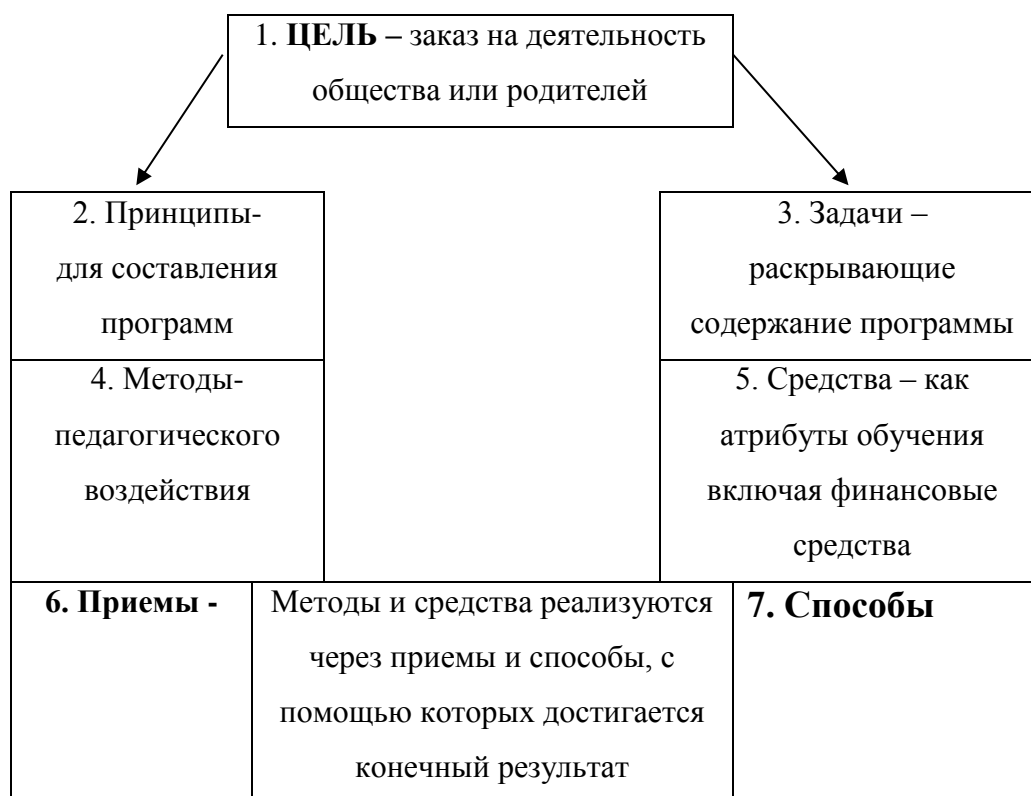 1. ЦЕЛЬ – заказ на деятельность
общества или родителей
2. Принципы-
для составления
программ
3. Задачи –
раскрывающие
содержание программы
4. Методы-
педагогического
воздействия
5. Средства – как
атрибуты обучения
включая финансовые
средства
6. Приемы -
Методы и средства реализуются
через приемы и способы, с
помощью которых достигается
конечный результат
7. Способы